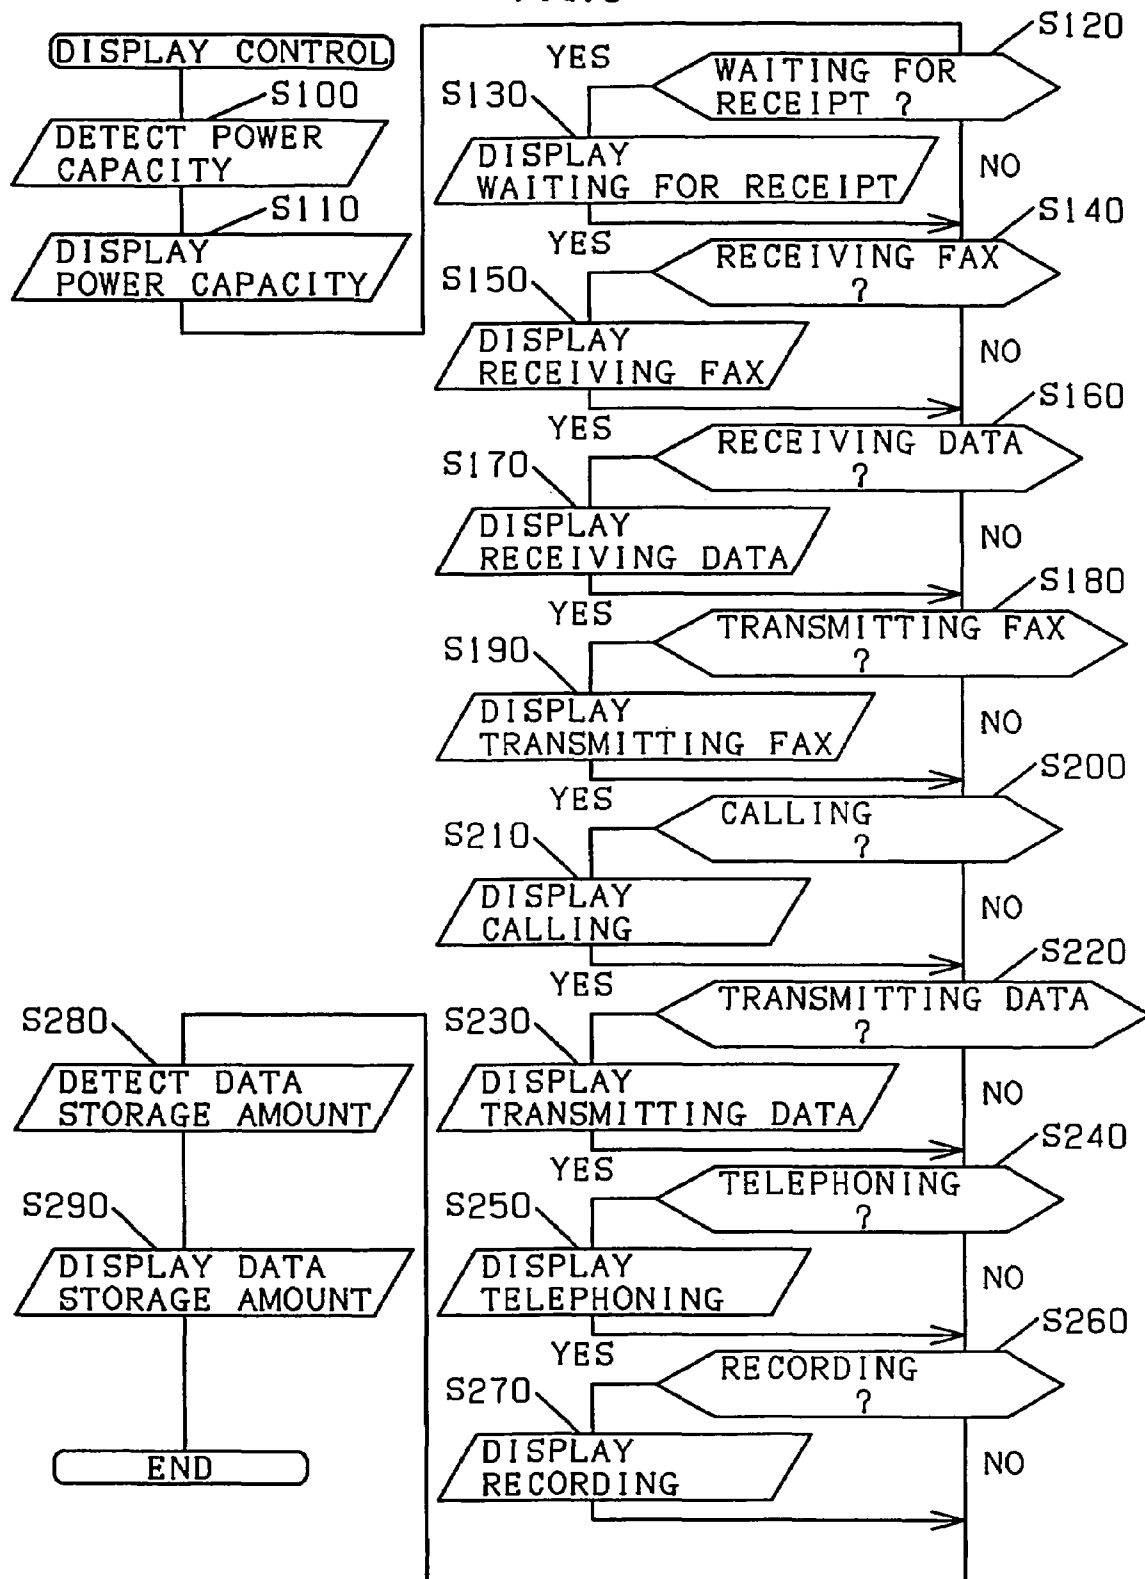 DISPLAY CONTROL
S100
DETECT POWER
CAPACITY
S110
DISPLAY
POWER CAPACITY
S120
WAITING FOR
RECEIPT ?
YES
NO
S130
DISPLAY
WAITING FOR RECEIPT
S140
RECEIVING FAX
?
YES
NO
S150
DISPLAY
RECEIVING FAX
S160
RECEIVING DATA
?
YES
NO
S170
DISPLAY
RECEIVING DATA
S180
TRANSMITTING FAX
?
YES
NO
S190
DISPLAY
TRANSMITTING FAX
S200
CALLING
?
YES
NO
S210
DISPLAY
CALLING
S220
TRANSMITTING DATA
?
YES
NO
S230
DISPLAY
TRANSMITTING DATA
S240
TELEPHONING
?
YES
NO
S250
DISPLAY
TELEPHONING
S260
RECORDING
?
YES
NO
S270
DISPLAY
RECORDING
S280
DETECT DATA
STORAGE AMOUNT
S290
DISPLAY DATA
STORAGE AMOUNT
END